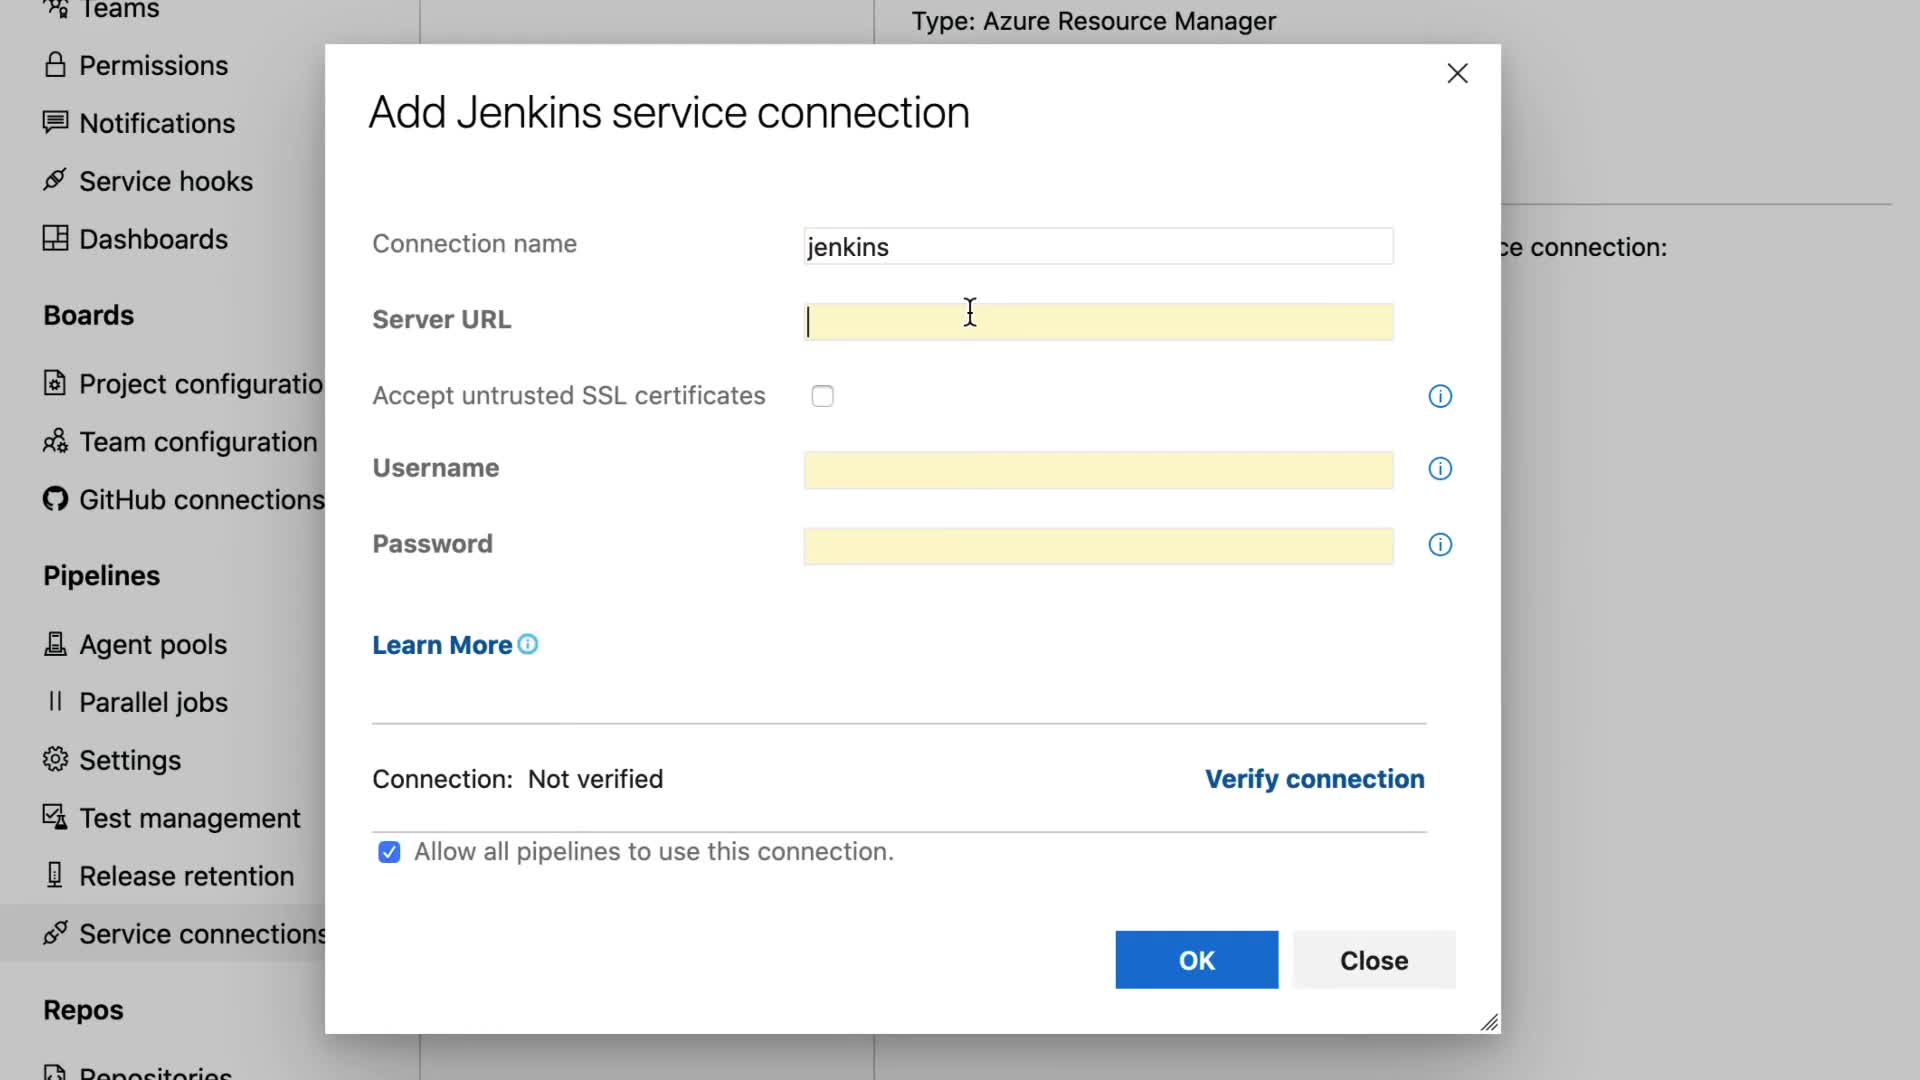 Teams
Permissions
Notifications
Service hooks
Dashboards
Boards
Project configuratio
Team configuration
GitHub connections
Pipelines
Agent pools
Parallel jobs
Settings
Test management
Release retention
Service connections
Repos
Repositories
Type: Azure Resource Manager
ce connection:
Add Jenkins service connection
Connection name
jenkins
Server URL
Accept untrusted SSL certificates
Username
Password
Learn More
Connection: Not verified
Verify connection
Allow all pipelines to use this connection.
OK
Close